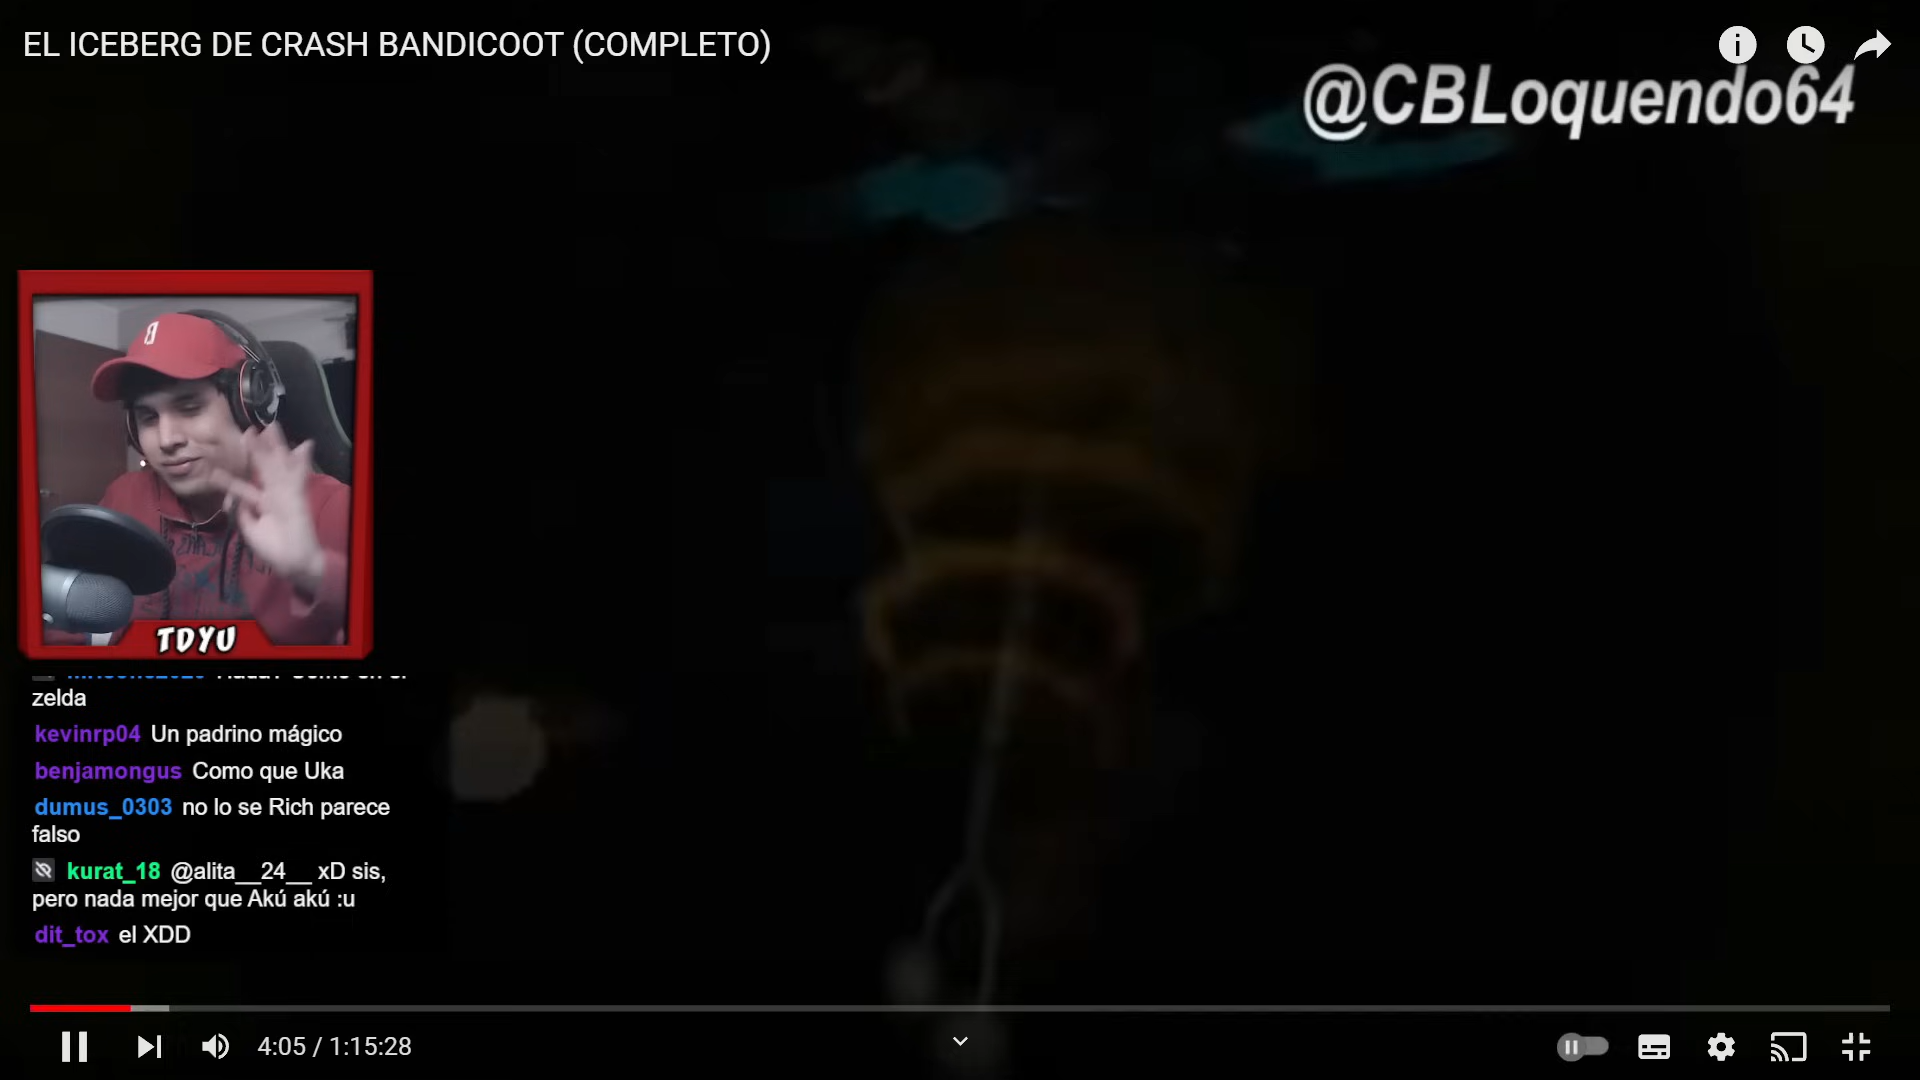 EL ICEBERG DE CRASH BANDICOOT (COMPLETO)
@CBLoquendo64
B
TDYU
zelda
kevinrp04 Un padrino mágico
benjamongus Como que Uka
dumus_0303 no lo se Rich parece
falso
kurat_18 @alita__24__ xD sis,
pero nada mejor que Akú akú :u
dit_tox el XDD
4:05 / 1:15:28